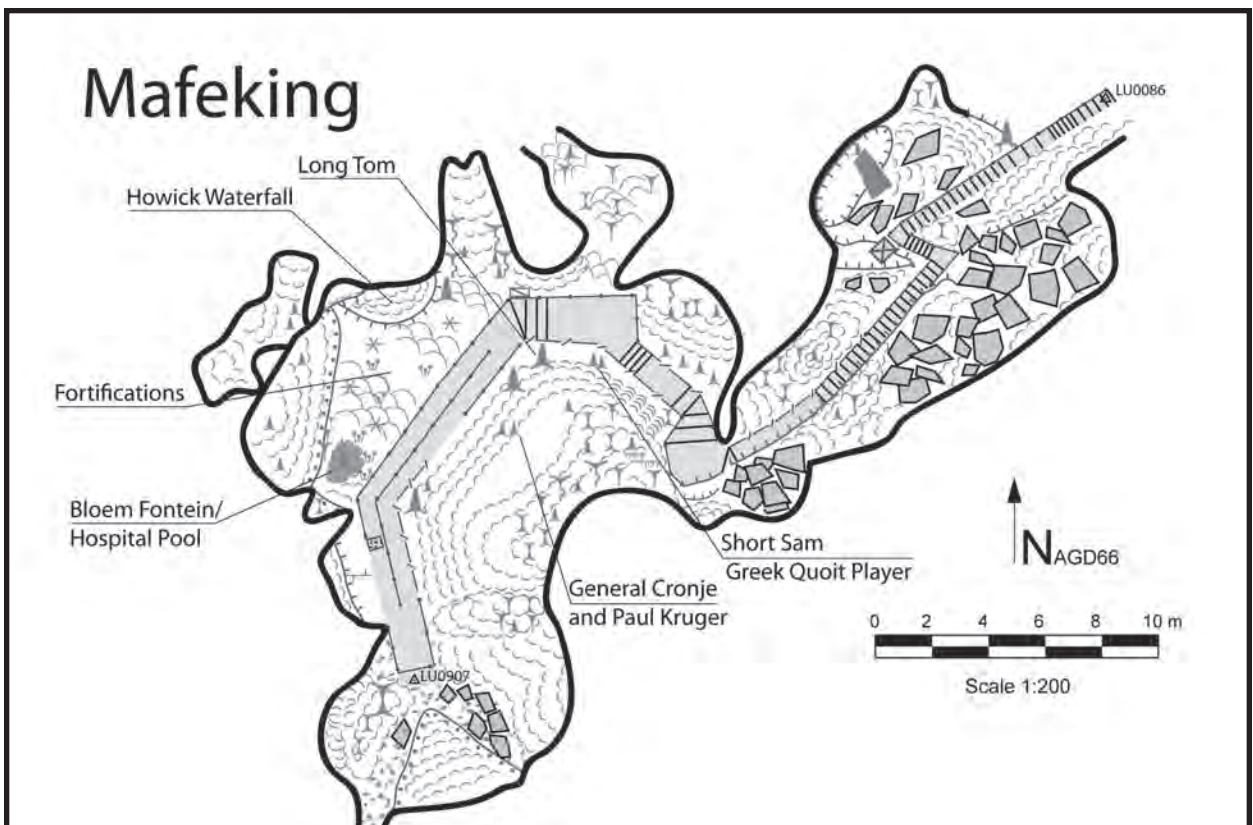 Mafeking
LU0086
Long Tom
Howick Waterfall
Fortifications
Bloem Fontein/
Hospital Pool
Short Sam
Greek Quoit Player
General Cronje
and Paul Kruger
LU0907
NAGD66
0 2 4 6 8 10 m
Scale 1:200